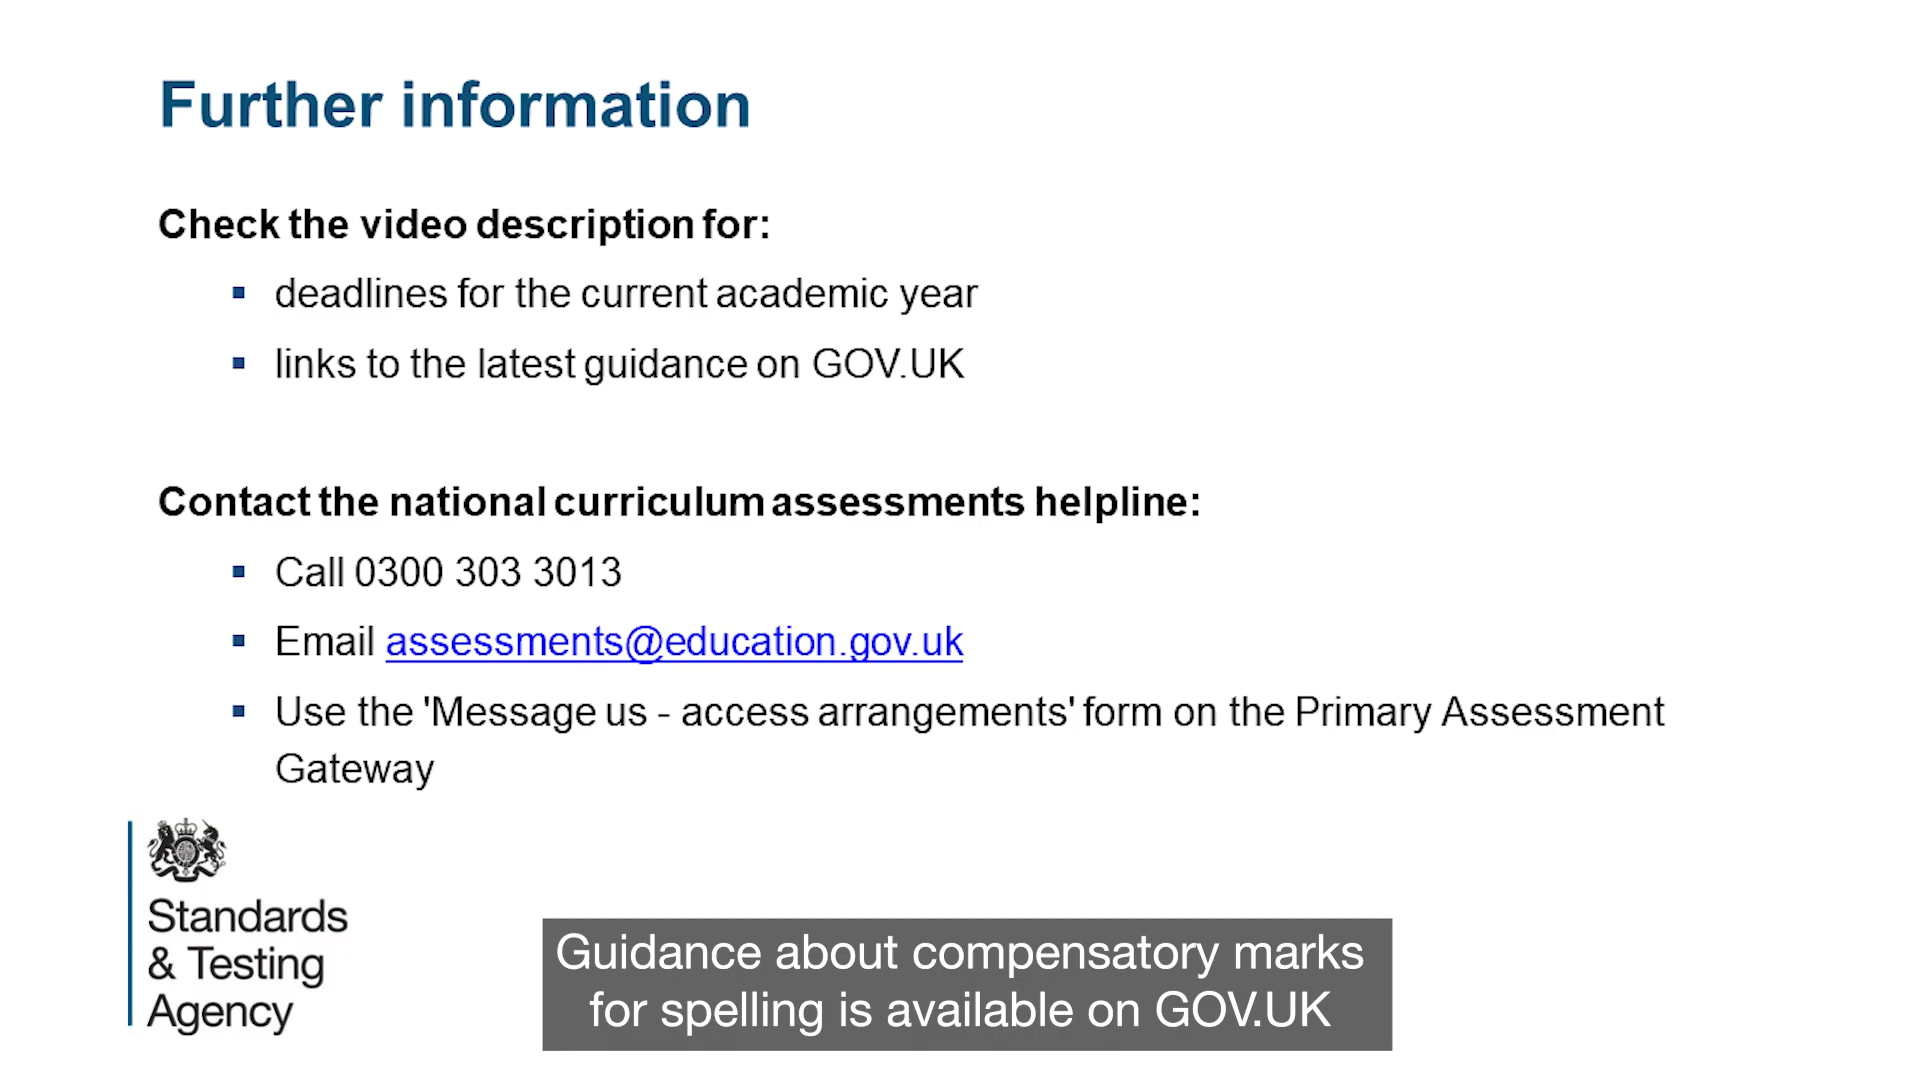 Further information
Check the video description for:
▪ deadlines for the current academic year
▪ links to the latest guidance on GOV.UK
Contact the national curriculum assessments helpline:
▪ Call 0300 303 3013
▪ Email assessments@education.gov.uk
▪ Use the 'Message us - access arrangements' form on the Primary Assessment
Gateway
Standards
& Testing
Agency
Guidance about compensatory marks
for spelling is available on GOV.UK